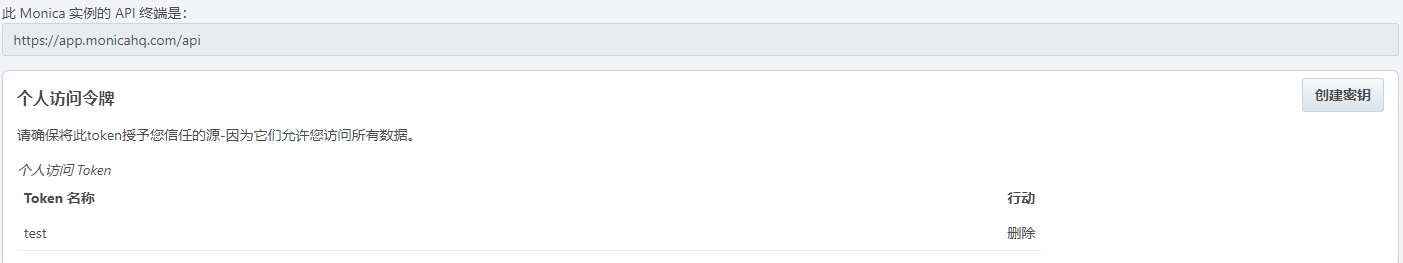 此 Monica 实例的 API 终端是：
https://app.monicahq.com/api
个人访问令牌
创建密钥
请确保将此token授予您信任的源-因为它们允许您访问所有数据。
个人访问 Token
Token 名称 行动
test 删除